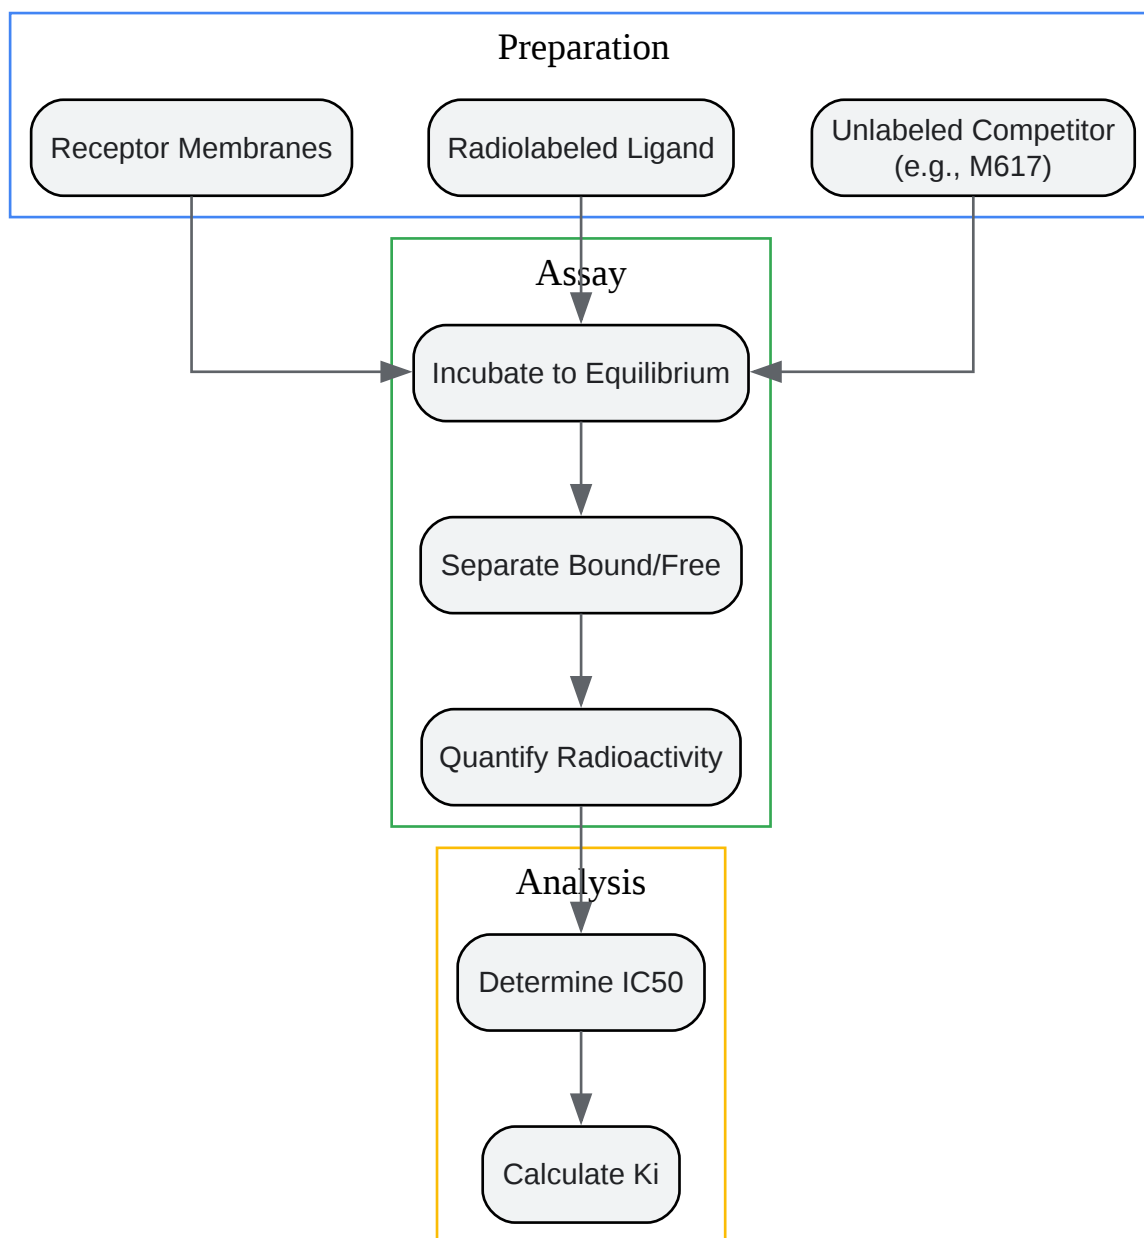 Preparation
Receptor Membranes
Radiolabeled Ligand
Unlabeled Competitor
(e.g., M617)
Assay
Incubate to Equilibrium
Separate Bound/Free
Quantify Radioactivity
Analysis
Determine IC50
Calculate Ki